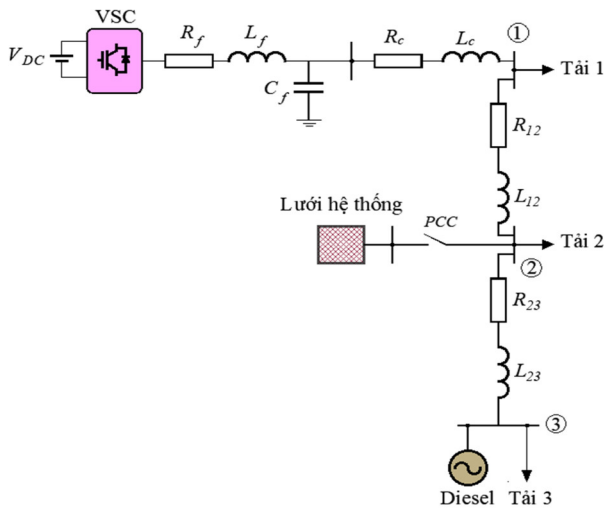 VSC
V_DC
R_f
L_f
C_f
R_c
L_c
①
Tải 1
R_12
L_12
Lưới hệ thống
PCC
Tải 2
②
R_23
L_23
③
Diesel
Tải 3